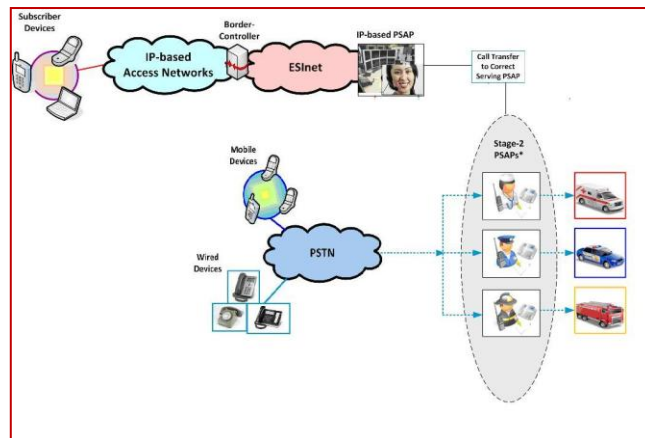 Subscriber
Devices
IP-based
Access Networks
Border-
Controller
ESInet
IP-based PSAP
Call Transfer
to Correct
Serving PSAP
Stage-2
PSAPs*
Mobile
Devices
PSTN
Wired
Devices